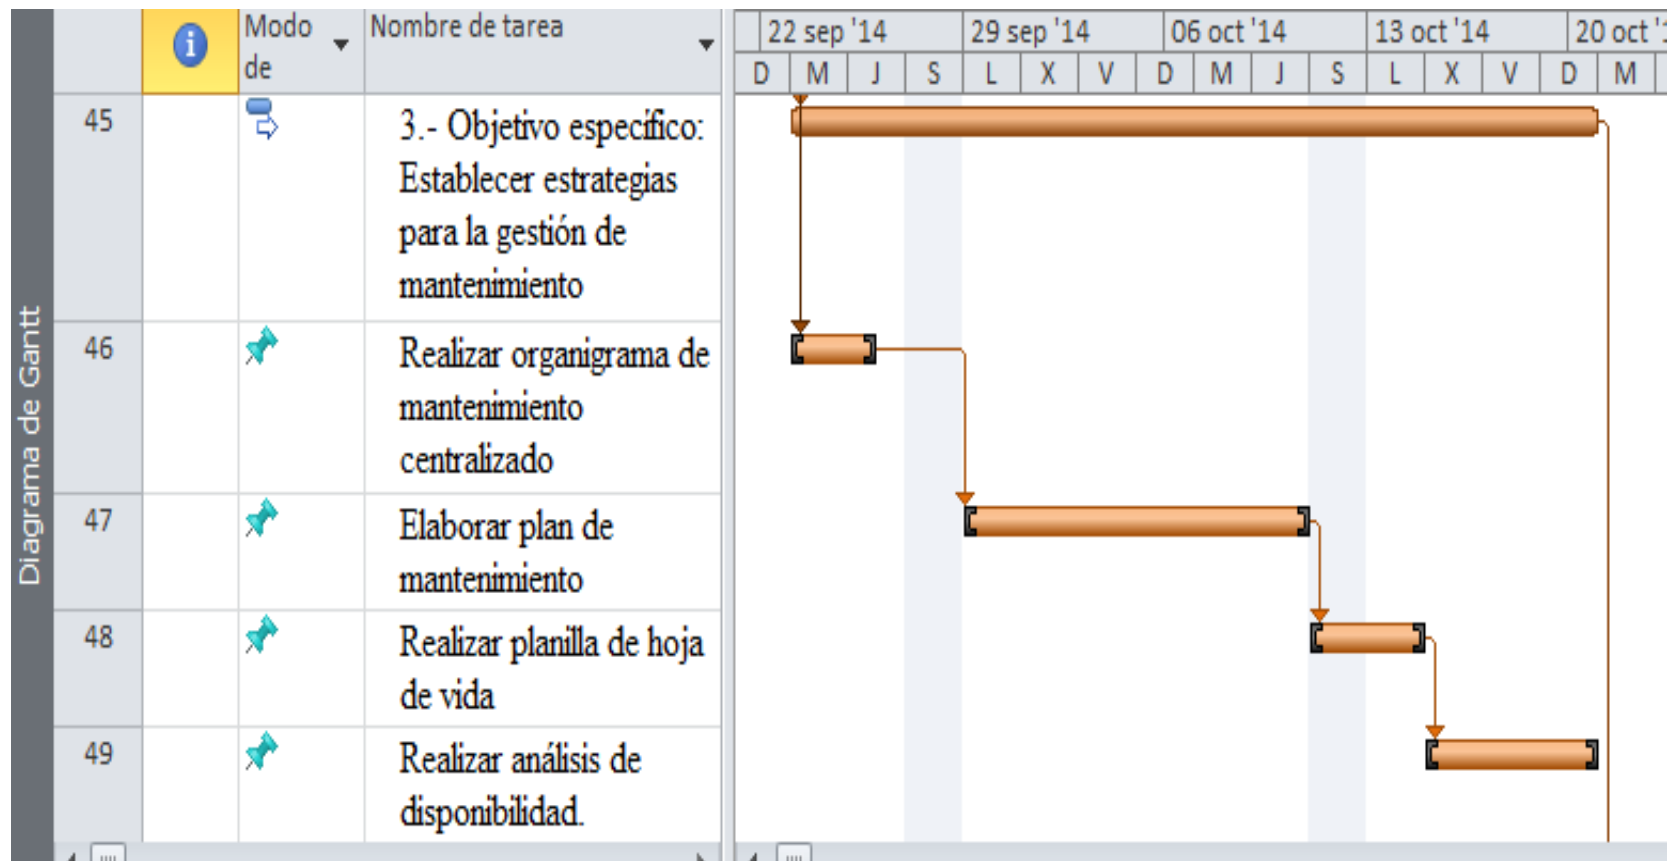 Modo
de
Nombre de tarea
22 sep '14 29 sep '14 06 oct '14 13 oct '14 20 oct '1
D M J S L X V D M J S L X V D M
45
3.- Objetivo específico:
Establecer estrategias
para la gestión de
mantenimiento
46
Realizar organigrama de
mantenimiento
centralizado
47
Elaborar plan de
mantenimiento
48
Realizar planilla de hoja
de vida
49
Realizar análisis de
disponibilidad.
Diagrama de Gantt